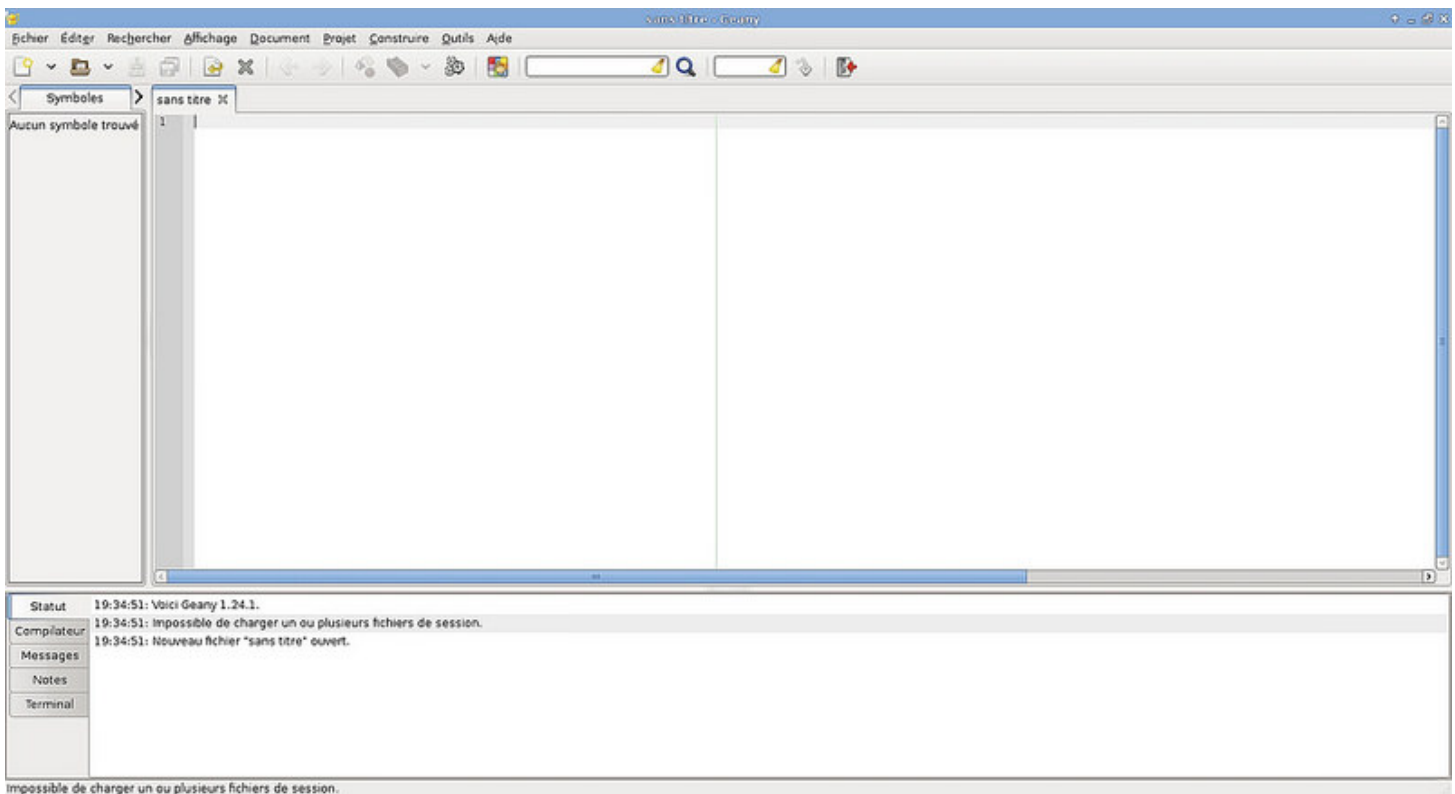 sans titre - Geany
Fichier Éditer Rechercher Affichage Document Projet Construire Outils Aide
Symboles
sans titre
Aucun symbole trouvé
1
Statut
19:34:51: Voici Geany 1.24.1.
Compilateur
19:34:51: Impossible de charger un ou plusieurs fichiers de session.
19:34:51: Nouveau fichier "sans titre" ouvert.
Messages
Notes
Terminal
Impossible de charger un ou plusieurs fichiers de session.